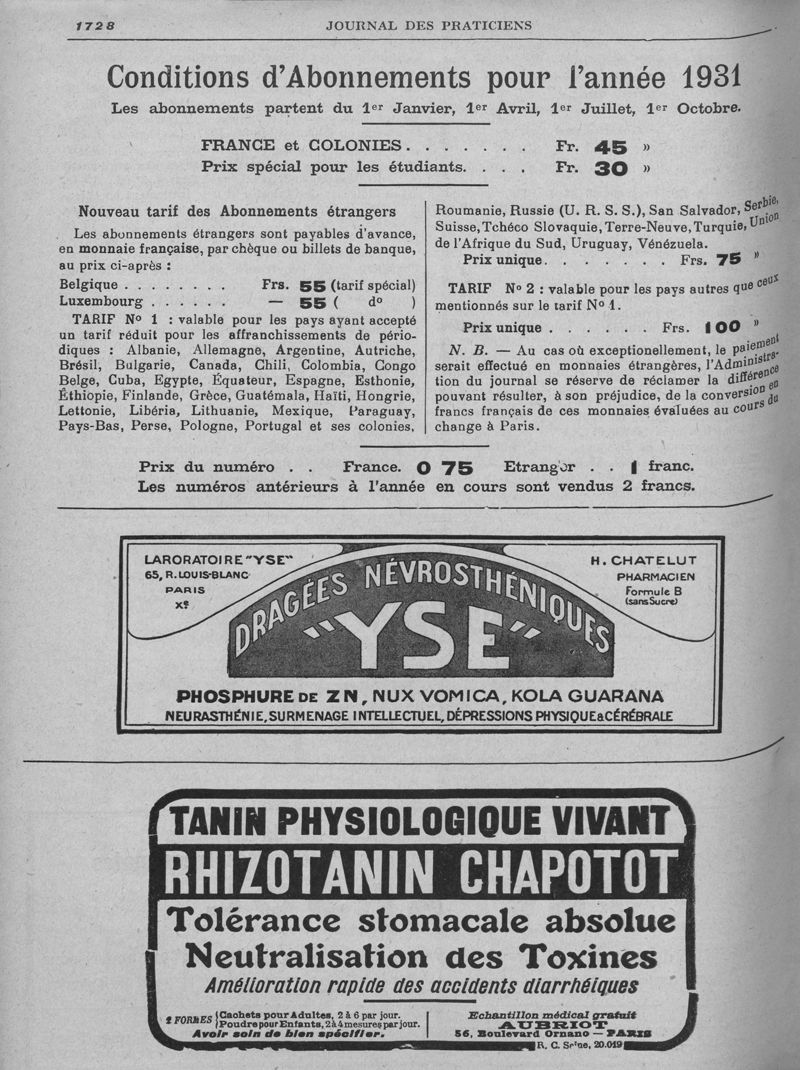 1728
JOURNAL DES PRATICIENS
Conditions d'Abonnements pour l'année 1931
Les abonnements partent du 1er Janvier, 1er Avril, 1er Juillet, 1er Octobre.
FRANCE et COLONIES. . . . . . . Fr. 45 »
Prix spécial pour les étudiants. . . . Fr. 30 »
Nouveau tarif des Abonnements étrangers
Les abonnements étrangers sont payables d'avance,
en monnaie française, par chèque ou billets de banque,
au prix ci-après :
Belgique . . . . . . . . Frs. 55 (tarif spécial)
Luxembourg . . . . . . — 55 ( do )
TARIF No 1 : valable pour les pays ayant accepté
un tarif réduit pour les affranchissements de pério-
diques : Albanie, Allemagne, Argentine, Autriche,
Brésil, Bulgarie, Canada, Chili, Colombia, Congo
Belge, Cuba, Egypte, Équateur, Espagne, Esthonie,
Éthiopie, Finlande, Grèce, Guatémala, Haïti, Hongrie,
Lettonie, Libéria, Lithuanie, Mexique, Paraguay,
Pays-Bas, Perse, Pologne, Portugal et ses colonies,
Roumanie, Russie (U. R. S. S.), San Salvador, Serbie,
Suisse, Tchéco Slovaquie, Terre-Neuve, Turquie, Union
de l'Afrique du Sud, Uruguay, Vénézuela.
Prix unique. . . . . . . Frs. 75 »
TARIF No 2 : valable pour les pays autres que ceux
mentionnés sur le tarif No 1.
Prix unique . . . . . . Frs. 100 »
N. B. — Au cas où exceptionellement, le paiement
serait effectué en monnaies étrangères, l'Administra-
tion du journal se réserve de réclamer la différence
pouvant résulter, à son préjudice, de la conversion en
francs français de ces monnaies évaluées au cours du
change à Paris.
Prix du numéro . . France. 0 75 Etranger . . 1 franc.
Les numéros antérieurs à l'année en cours sont vendus 2 francs.
LARORATOIRE "YSE"
65, R. LOUIS-BLANC
PARIS
Xe
H. CHATELUT
PHARMACIEN
Formule B
(sans Sucre)
DRAGÉES NÉVROSTHÉNIQUES
"YSE"
PHOSPHURE DE ZN, NUX VOMICA, KOLA GUARANA
NEURASTHÉNIE, SURMENAGE INTELLECTUEL, DÉPRESSIONS PHYSIQUE & CÉRÉBRALE
TANIN PHYSIOLOGIQUE VIVANT
RHIZOTANIN CHAPOTOT
Tolérance stomacale absolue
Neutralisation des Toxines
Amélioration rapide des accidents diarrhéiques
2 FORMES { Cachets pour Adultes, 2 à 6 par jour.
Poudre pour Enfants, 2 à 4 mesures par jour.
Avoir soin de bien spécifier.
Echantillon médical gratuit
AUBRIOT
56, Boulevard Ornano — PARIS
R. C. Seine, 20.019